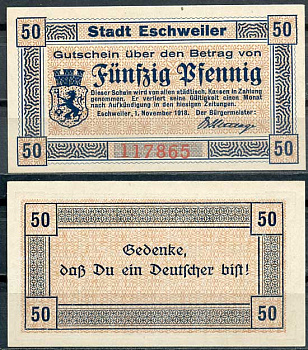 50 Stadt Eschweiler 50
Gutschein über den Betrag von
Fünfzig Pfennig
Dieser Schein wird von allen städtisch. Kassen in Zahlung
genommen. Er verliert seine Gültigkeit einen Monat
nach Aufkündigung in den hiesigen Zeitungen.
Eschweiler, 1. November 1918. Der Bürgermeister:
50 117865 50
50 50
Gedenke,
daß Du ein Deutscher bist!
50 50